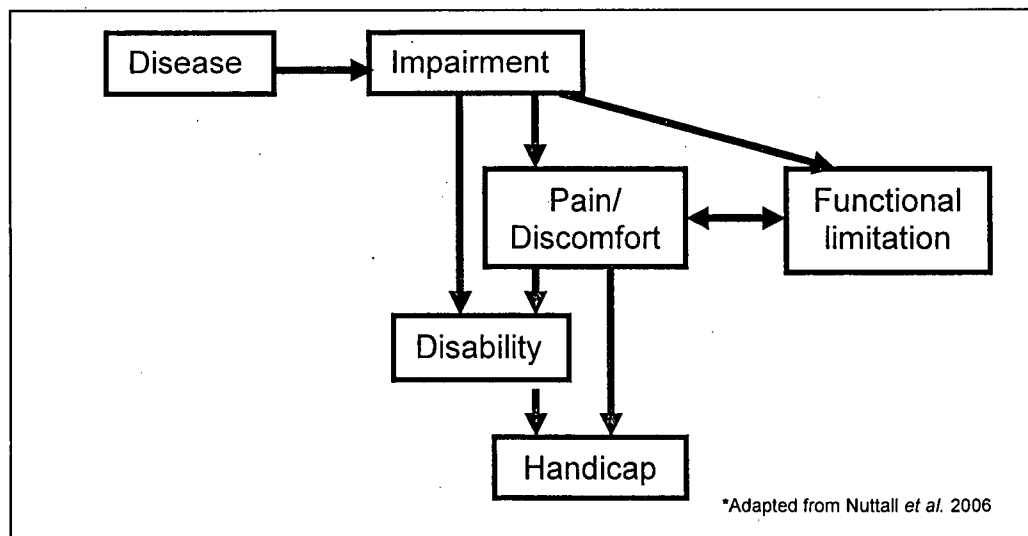 Disease
Impairment
Pain/
Discomfort
Functional
limitation
Disability
Handicap
*Adapted from Nuttall et al. 2006